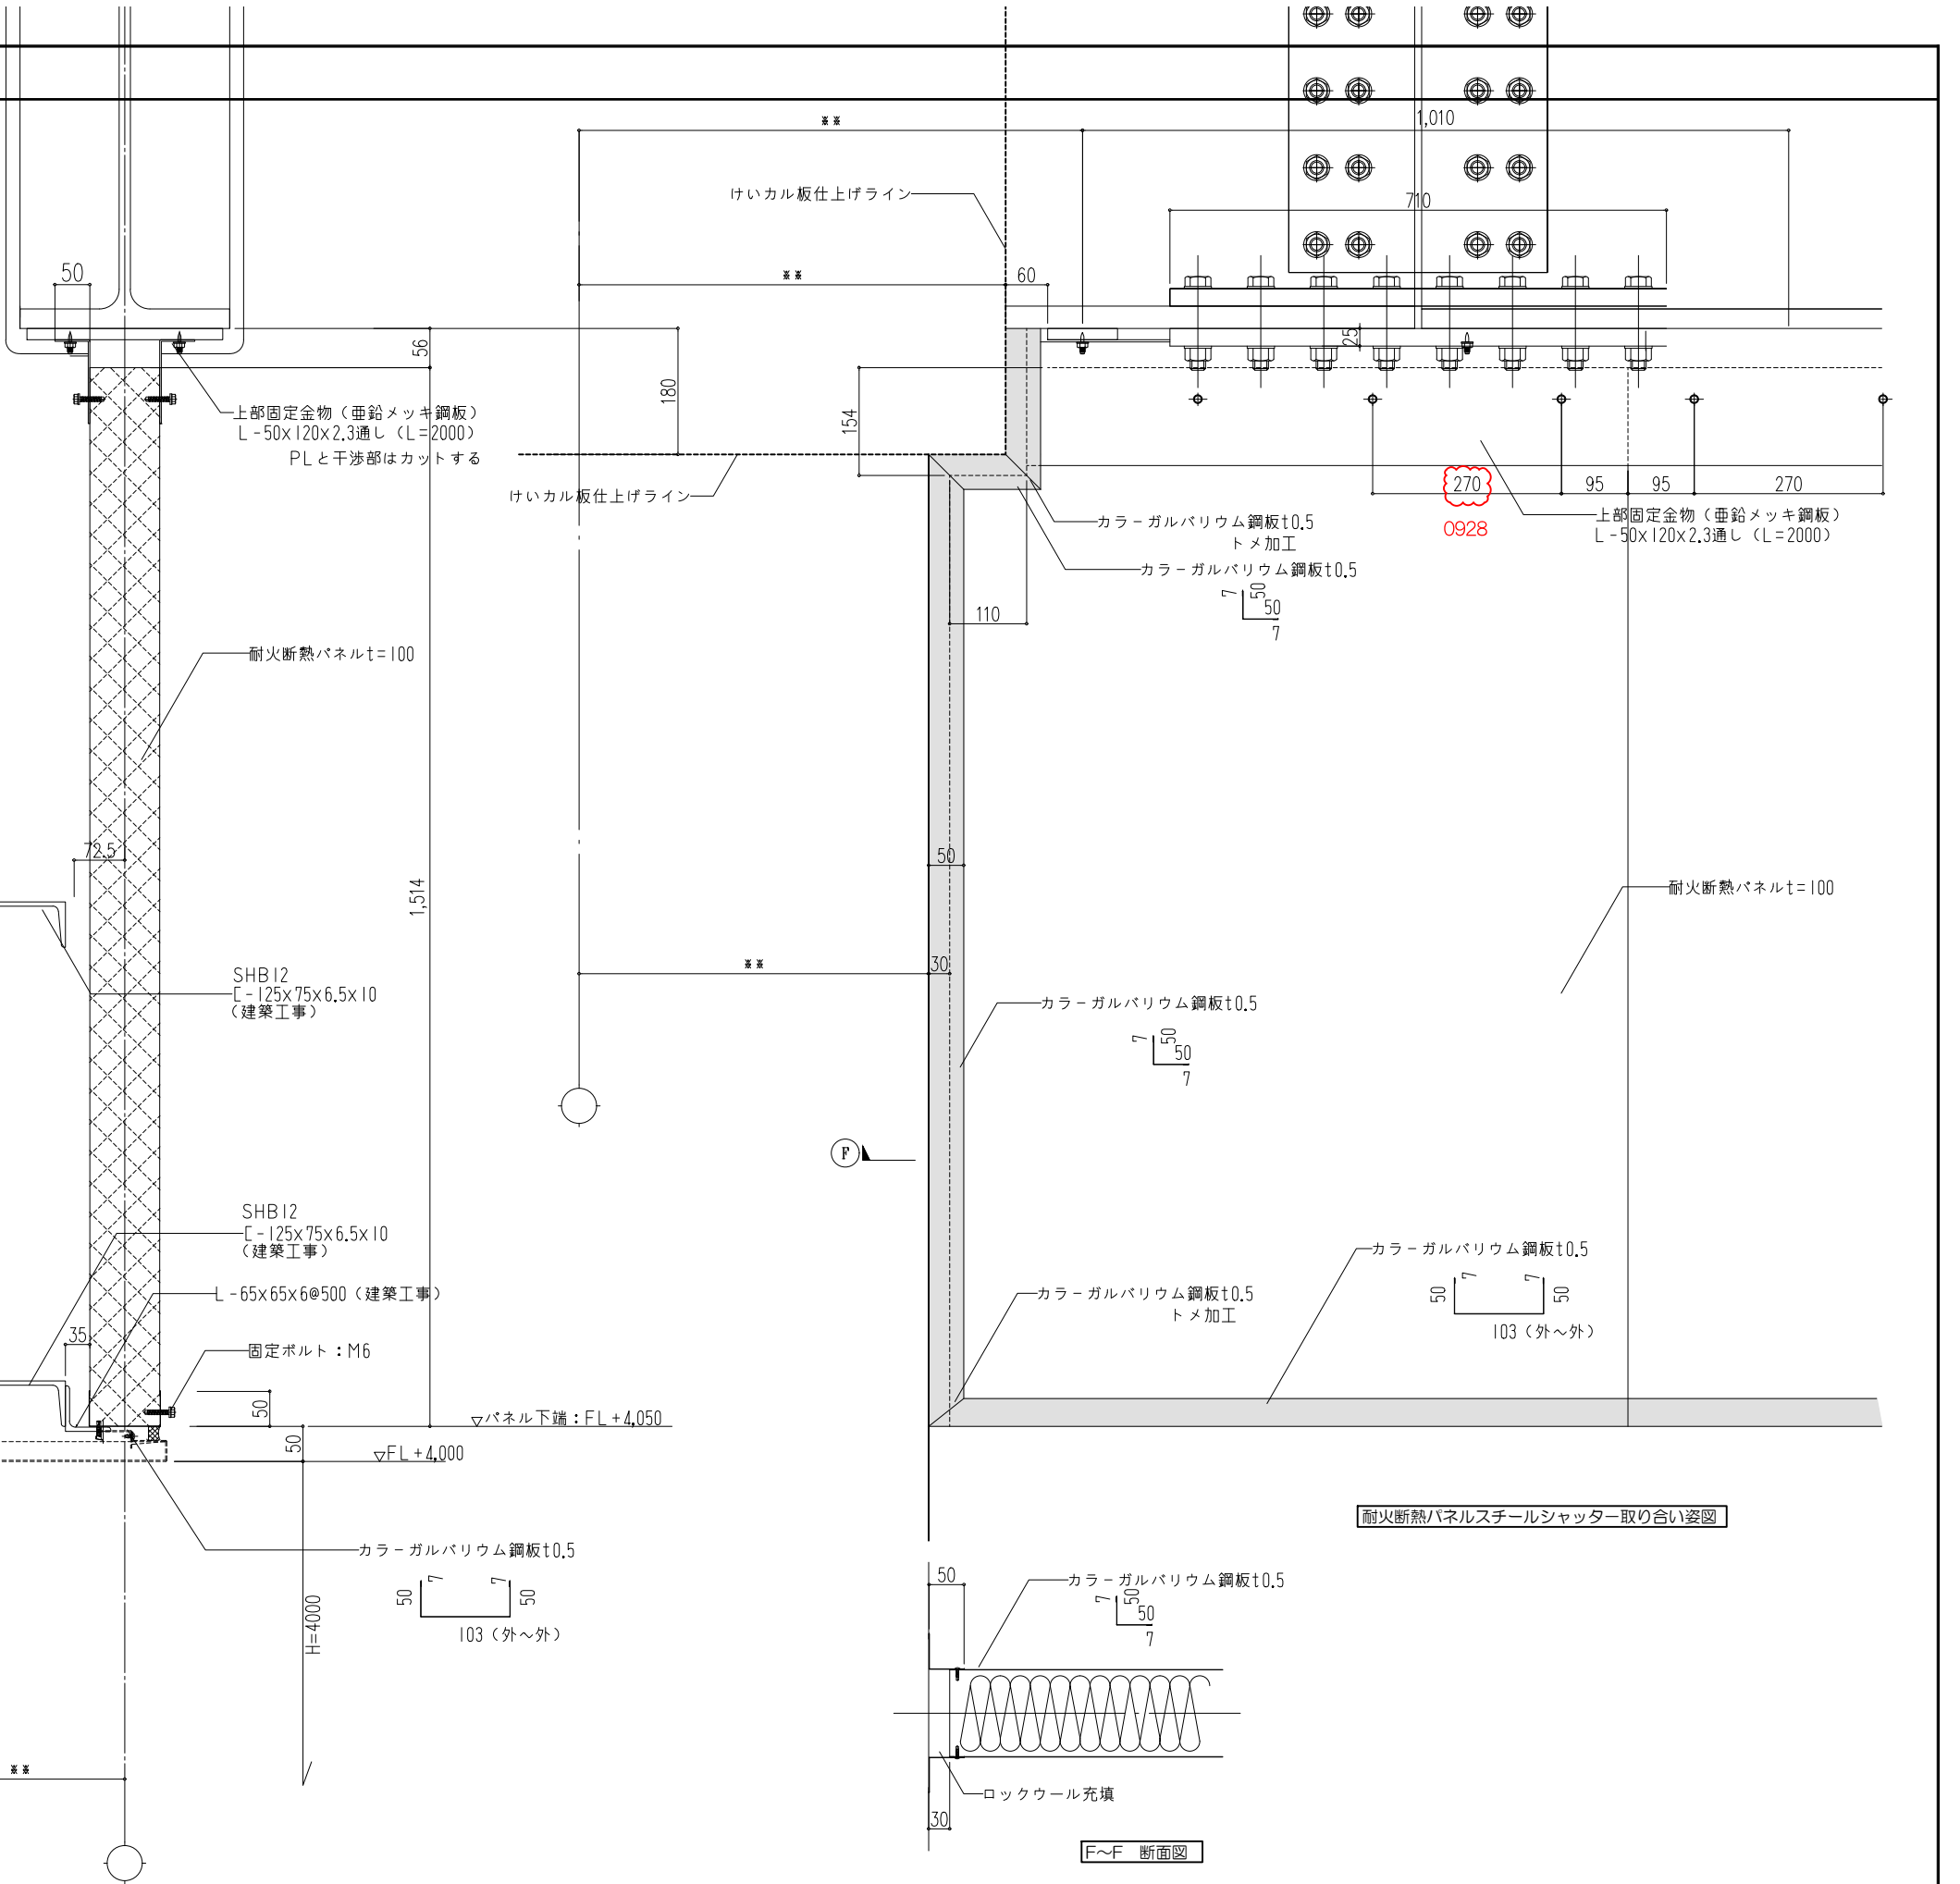 ※※
1,010
けいカル板仕上げライン
710
50
※※
60
56
180
25
154
上部固定金物（亜鉛メッキ鋼板）
L-50x120x2.3通し（L=2000）
PLと干渉部はカットする
けいカル板仕上げライン
270
95
95
270
0928
上部固定金物（亜鉛メッキ鋼板）
L-50x120x2.3通し（L=2000）
カラーガルバリウム鋼板t0.5
トメ加工
カラーガルバリウム鋼板t0.5
7
50
50
7
110
耐火断熱パネルt=100
72.5
1,514
50
耐火断熱パネルt=100
※※
30
SHB12
[-125x75x6.5x10
（建築工事）
カラーガルバリウム鋼板t0.5
7
50
50
7
F
SHB12
[-125x75x6.5x10
（建築工事）
L-65x65x6@500（建築工事）
35
固定ボルト：M6
カラーガルバリウム鋼板t0.5
50
7
7
50
103（外〜外）
カラーガルバリウム鋼板t0.5
トメ加工
50
▽パネル下端：FL+4,050
50
▽FL+4,000
耐火断熱パネルスチールシャッター取り合い姿図
カラーガルバリウム鋼板t0.5
50
7
7
50
103（外〜外）
H=4000
50
カラーガルバリウム鋼板t0.5
7
50
50
7
※※
ロックウール充填
30
F〜F 断面図